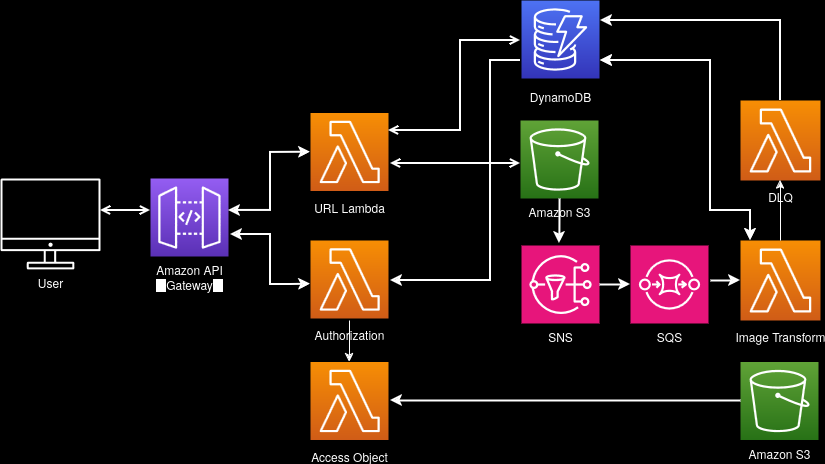 DynamoDB
URL Lambda
Amazon S3
DLQ
User
Amazon API
Gateway
Authorization
SNS
SQS
Image Transform
Access Object
Amazon S3